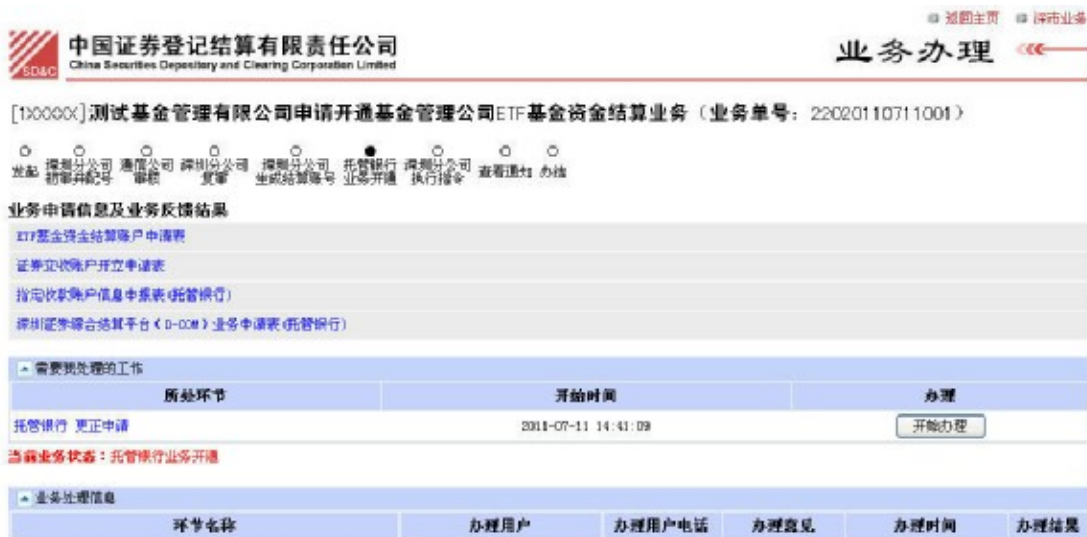 返回主页 深市业务
中国证券登记结算有限责任公司
China Securities Depository and Clearing Corporation Limited
SD&C
业务办理
[1XXXXX]测试基金管理有限公司申请开通基金管理公司ETF基金资金结算业务（业务单号：22020110711001）
发起 深圳分公司初审并配号 通信公司审核 深圳分公司复审 深圳分公司生成结算账号 托管银行业务开通 深圳分公司执行指令 查看通知 办结
业务申请信息及业务反馈结果
ETF基金资金结算账户申请表
证券交收账户开立申请表
指定收款账户信息申报表(托管银行)
深圳证券综合结算平台（D-COM）业务申请表(托管银行)
需要我处理的工作
所处环节 开始时间 办理
托管银行 更正申请 2011-07-11 14:41:09 开始办理
当前业务状态：托管银行业务开通
业务处理信息
环节名称 办理用户 办理用户电话 办理意见 办理时间 办理结果